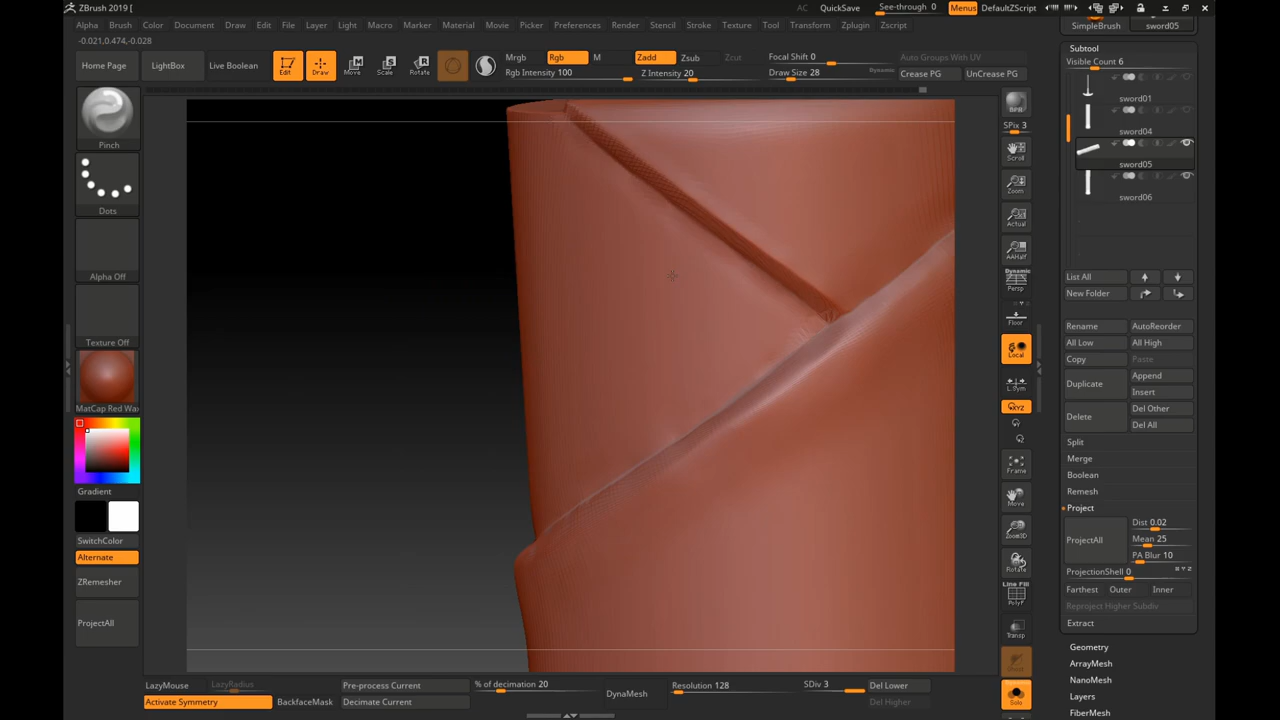 ZBrush 2019 [
AC QuickSave See-through 0 Menus DefaultZScript
Alpha Brush Color Document Draw Edit File Layer Light Macro Marker Material Movie Picker Preferences Render Stencil Stroke Texture Tool Transform Zplugin Zscript
-0.021,0.474,-0.028
Home Page LightBox Live Boolean Edit Draw Move Scale Rotate
Mrgb Rgb M Zadd Zsub Zcut Focal Shift 0 Auto Groups With UV
Rgb Intensity 100 Z Intensity 20 Draw Size 28 Dynamic Crease PG UnCrease PG
Pinch
Dots
Alpha Off
Texture Off
MatCap Red Wax
Gradient
SwitchColor
Alternate
ZRemesher
ProjectAll
BPR
SPix 3
Scroll
Zoom
Actual
AAHalf
Dynamic
Persp
Floor
Local
L.Sym
XYZ
Frame
Move
Zoom3D
Rotate
Line Fill
PolyF
Transp
Solo
SimpleBrush sword05
Subtool
Visible Count 6
sword01
sword04
sword05
sword06
List All
New Folder
Rename AutoReorder
All Low All High
Copy Paste
Duplicate Append
Insert
Delete Del Other
Del All
Split
Merge
Boolean
Remesh
Project
ProjectAll Dist 0.02
Mean 25
PA Blur 10
ProjectionShell 0
Farthest Outer Inner
Reproject Higher Subdiv
Extract
Geometry
ArrayMesh
NanoMesh
Layers
FiberMesh
LazyMouse LazyRadius Pre-process Current % of decimation 20 DynaMesh Resolution 128 SDiv 3 Del Lower
Activate Symmetry BackfaceMask Decimate Current Del Higher